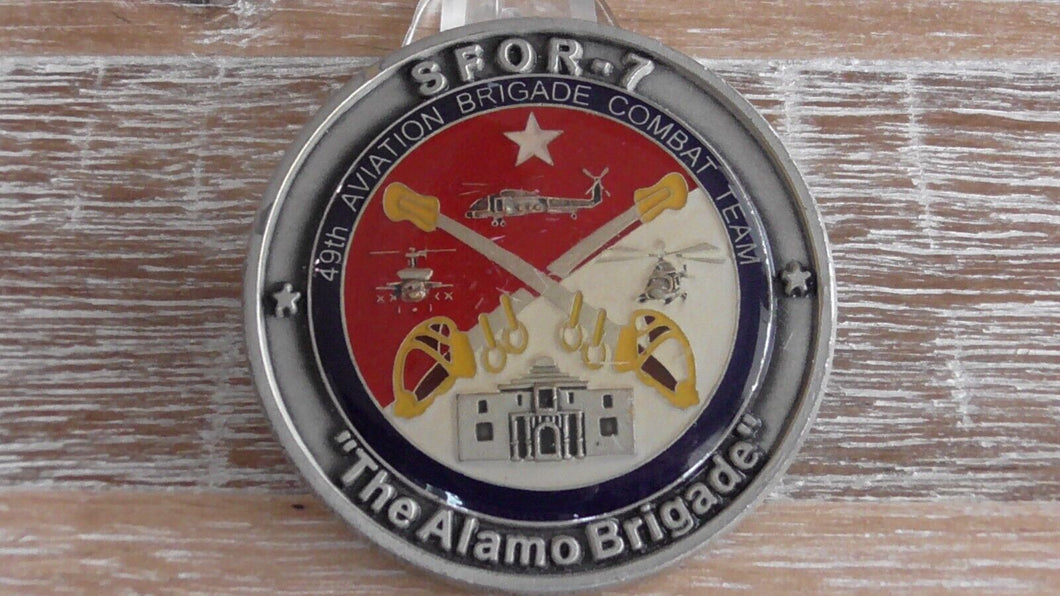 SFOR-7
49th AVIATION BRIGADE COMBAT TEAM
"The Alamo Brigade"